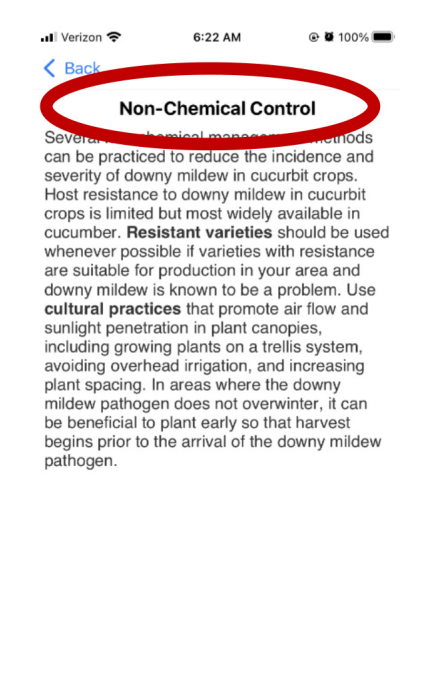 Verizon 6:22 AM 100%
Back
Non-Chemical Control
can be practiced to reduce the incidence and
severity of downy mildew in cucurbit crops.
Host resistance to downy mildew in cucurbit
crops is limited but most widely available in
cucumber. Resistant varieties should be used
whenever possible if varieties with resistance
are suitable for production in your area and
downy mildew is known to be a problem. Use
cultural practices that promote air flow and
sunlight penetration in plant canopies,
including growing plants on a trellis system,
avoiding overhead irrigation, and increasing
plant spacing. In areas where the downy
mildew pathogen does not overwinter, it can
be beneficial to plant early so that harvest
begins prior to the arrival of the downy mildew
pathogen.